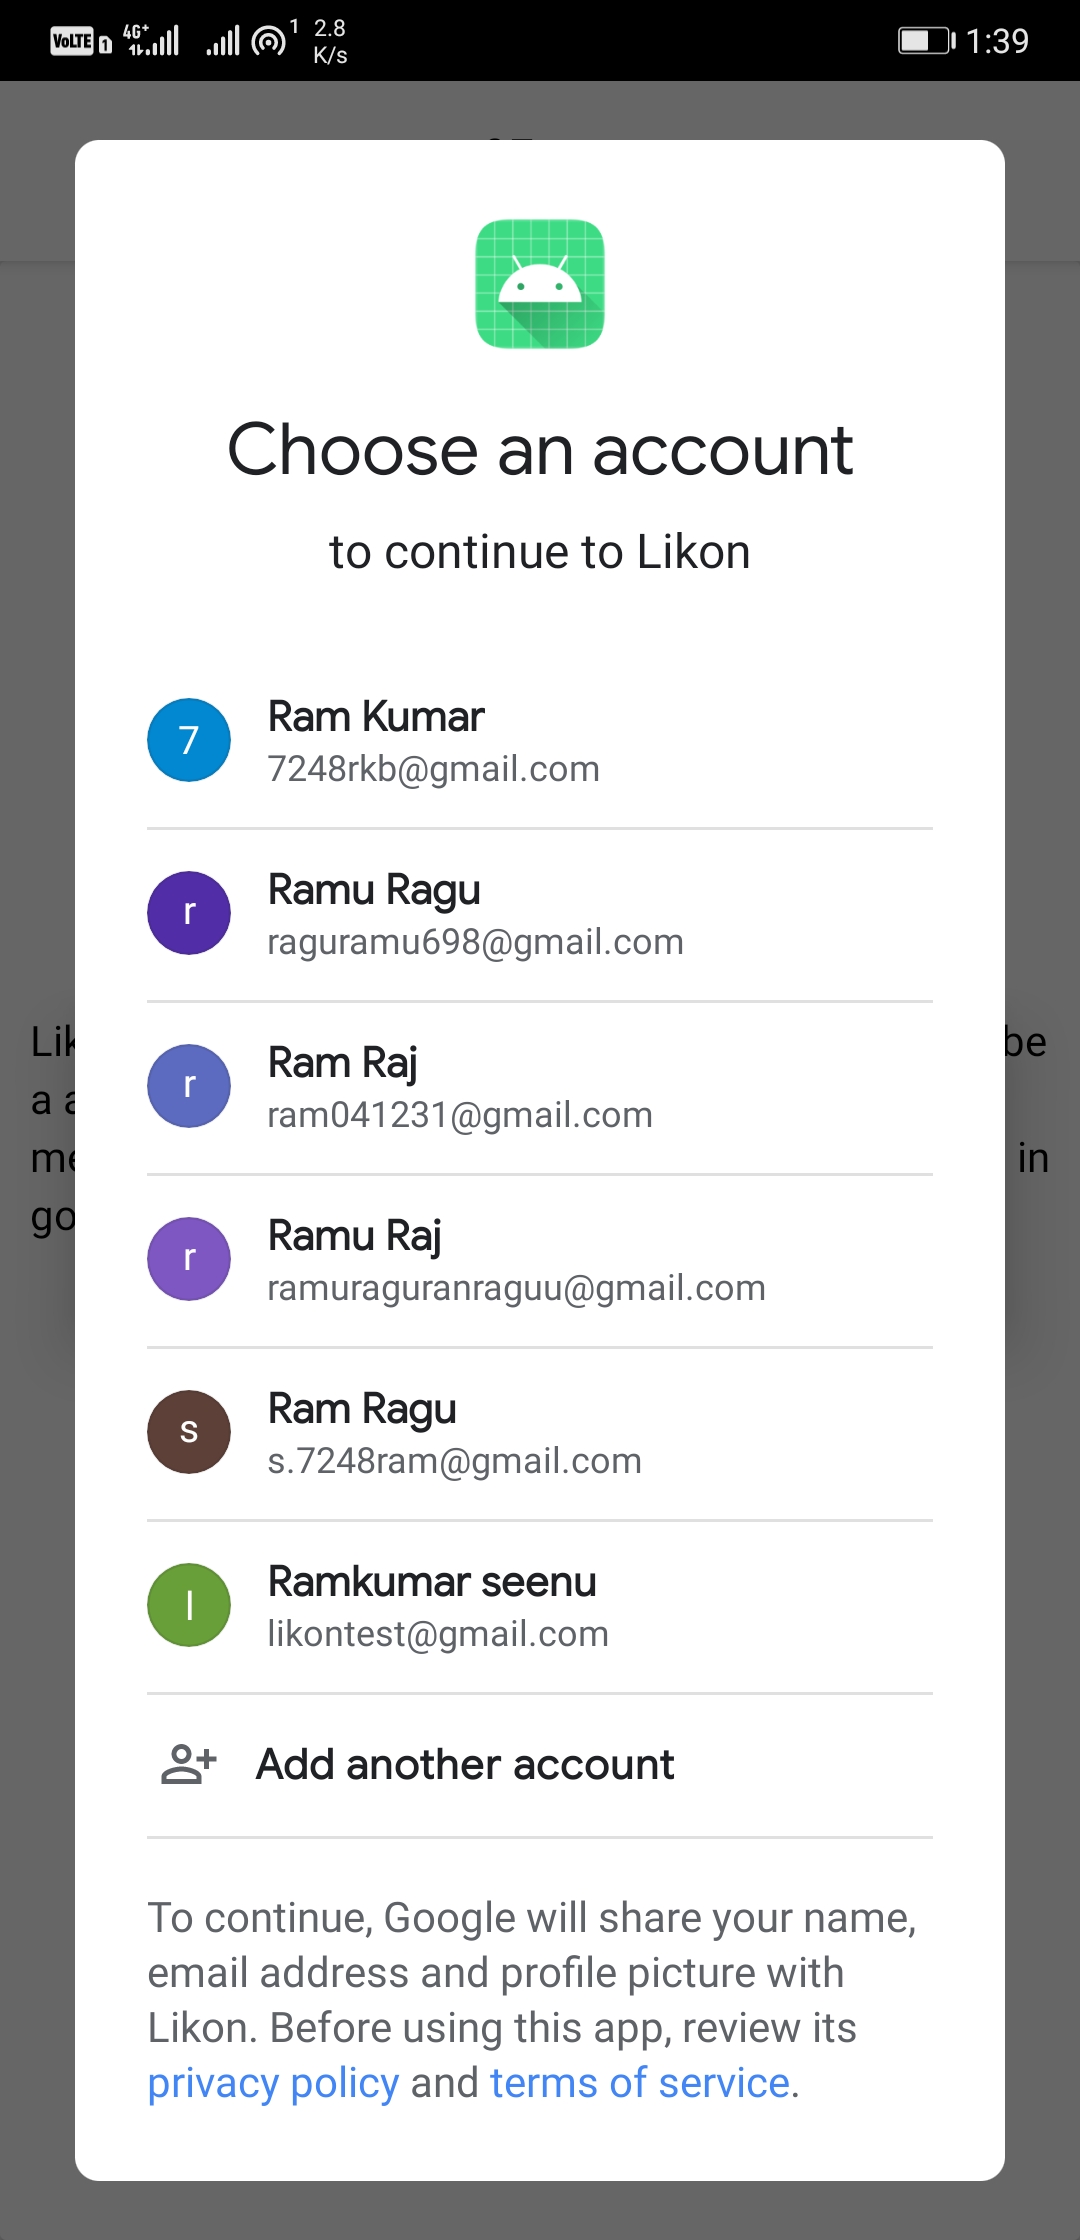 VoLTE 1 4G+ 1 2.8 K/s 1:39
Choose an account
to continue to Likon
7 Ram Kumar
7248rkb@gmail.com
r Ramu Ragu
raguramu698@gmail.com
r Ram Raj
ram041231@gmail.com
r Ramu Raj
ramuraguranraguu@gmail.com
s Ram Ragu
s.7248ram@gmail.com
l Ramkumar seenu
likontest@gmail.com
Add another account
To continue, Google will share your name,
email address and profile picture with
Likon. Before using this app, review its
privacy policy and terms of service.
be
a
in